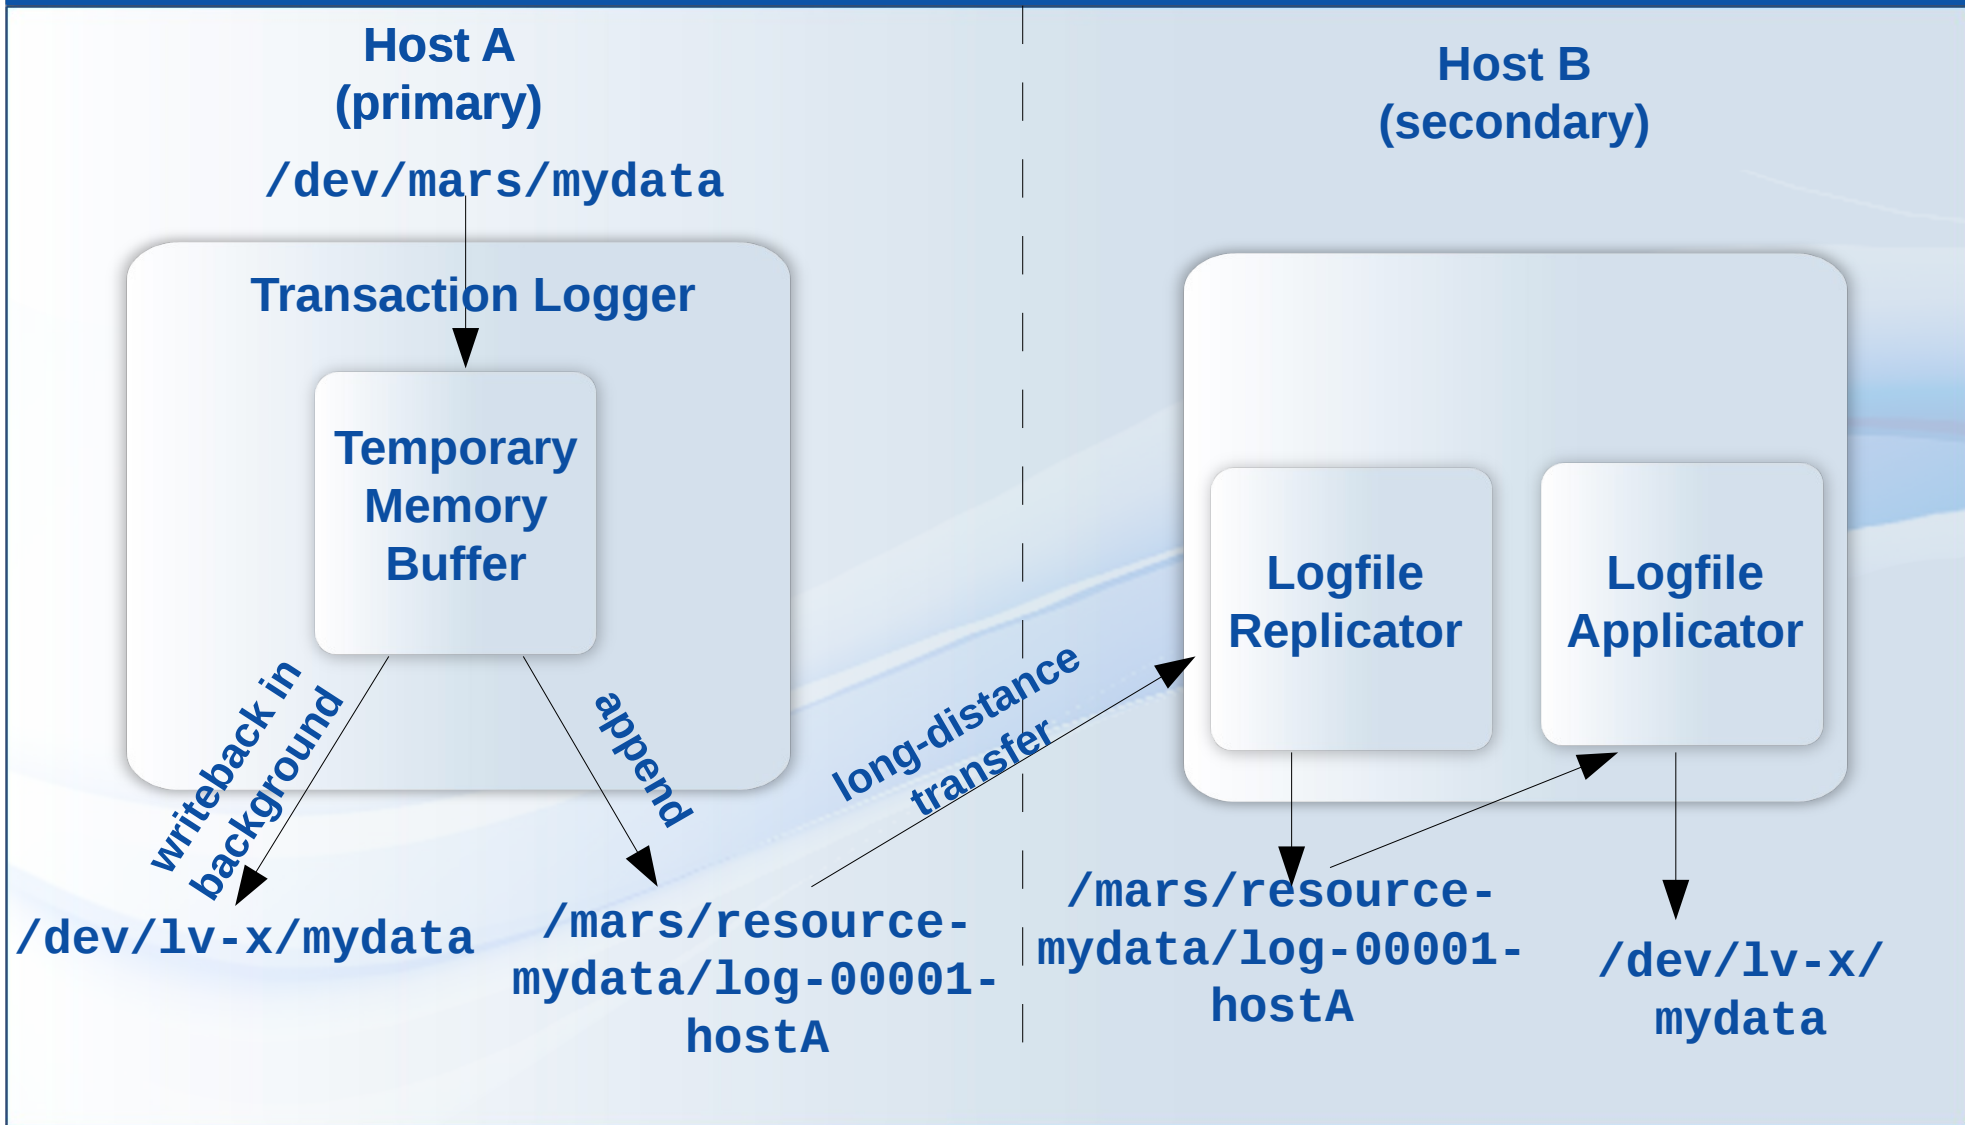 Host A
(primary)
/dev/mars/mydata
Transaction Logger
Temporary
Memory
Buffer
writeback in
background
append
/dev/lv-x/mydata
/mars/resource-
mydata/log-00001-
hostA
long-distance
transfer
Host B
(secondary)
Logfile
Replicator
Logfile
Applicator
/mars/resource-
mydata/log-00001-
hostA
/dev/lv-x/
mydata